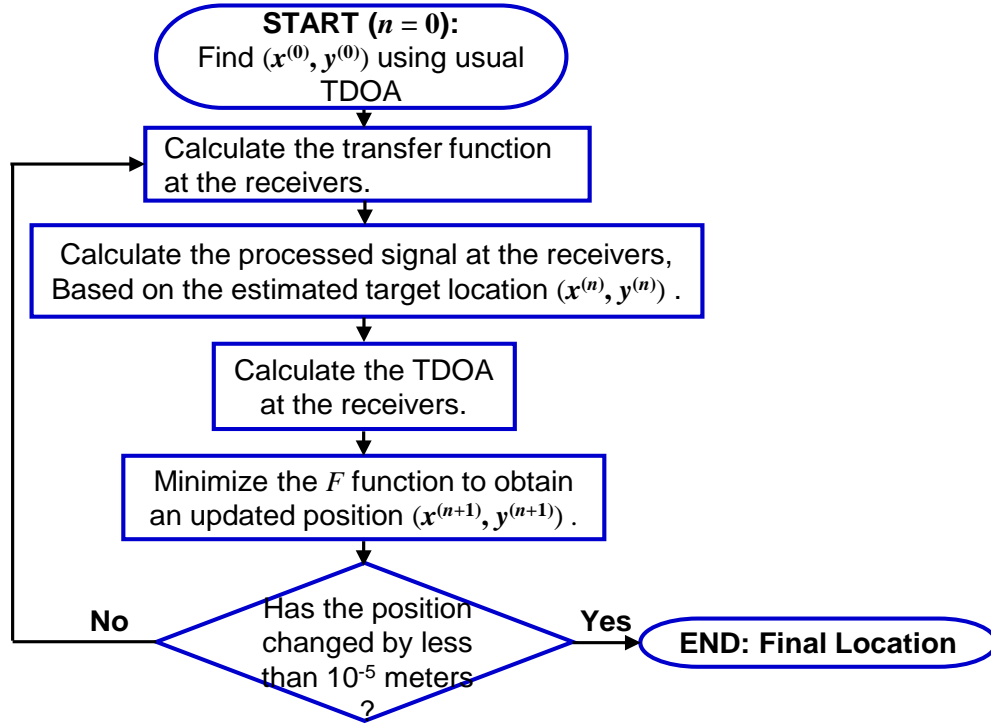 START (n = 0):
Find (x⁽⁰⁾, y⁽⁰⁾) using usual
TDOA
Calculate the transfer function
at the receivers.
Calculate the processed signal at the receivers,
Based on the estimated target location (x⁽ⁿ⁾, y⁽ⁿ⁾) .
Calculate the TDOA
at the receivers.
Minimize the F function to obtain
an updated position (x⁽ⁿ⁺¹⁾, y⁽ⁿ⁺¹⁾) .
Has the position
changed by less
than 10⁻⁵ meters
?
No
Yes
END: Final Location